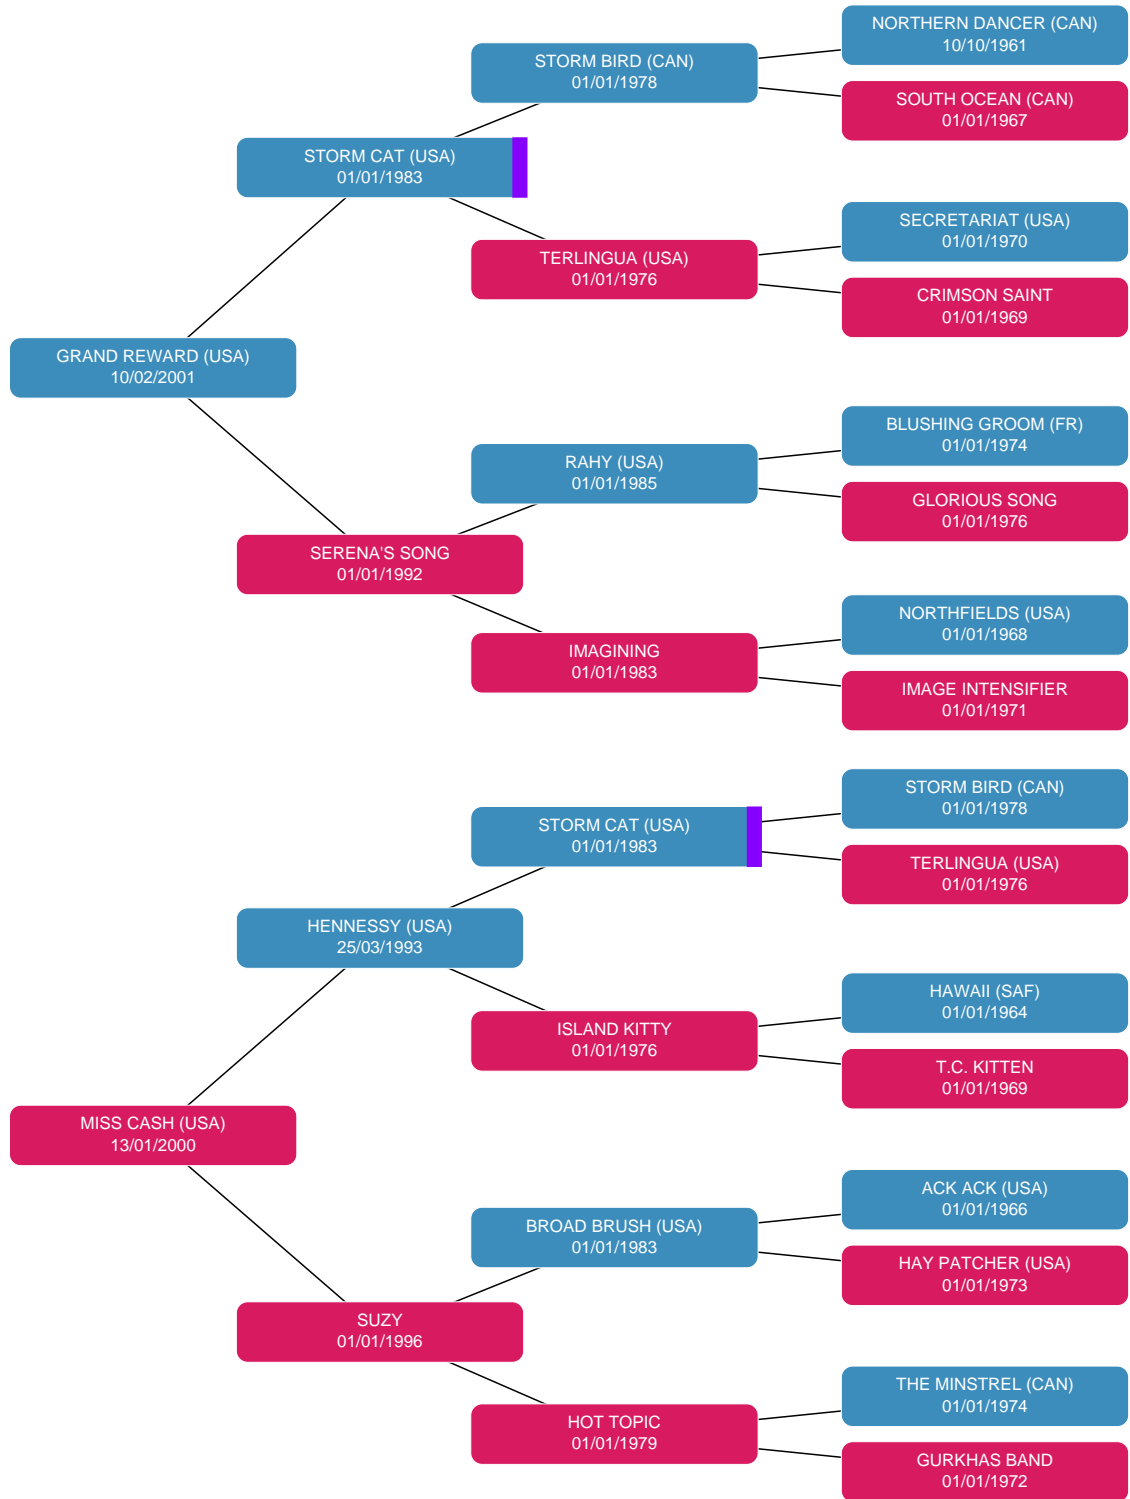 NORTHERN DANCER (CAN)
10/10/1961
STORM BIRD (CAN)
01/01/1978
SOUTH OCEAN (CAN)
01/01/1967
STORM CAT (USA)
01/01/1983
SECRETARIAT (USA)
01/01/1970
TERLINGUA (USA)
01/01/1976
CRIMSON SAINT
01/01/1969
GRAND REWARD (USA)
10/02/2001
BLUSHING GROOM (FR)
01/01/1974
RAHY (USA)
01/01/1985
GLORIOUS SONG
01/01/1976
SERENA'S SONG
01/01/1992
NORTHFIELDS (USA)
01/01/1968
IMAGINING
01/01/1983
IMAGE INTENSIFIER
01/01/1971
STORM BIRD (CAN)
01/01/1978
STORM CAT (USA)
01/01/1983
TERLINGUA (USA)
01/01/1976
HENNESSY (USA)
25/03/1993
HAWAII (SAF)
01/01/1964
ISLAND KITTY
01/01/1976
T.C. KITTEN
01/01/1969
MISS CASH (USA)
13/01/2000
ACK ACK (USA)
01/01/1966
BROAD BRUSH (USA)
01/01/1983
HAY PATCHER (USA)
01/01/1973
SUZY
01/01/1996
THE MINSTREL (CAN)
01/01/1974
HOT TOPIC
01/01/1979
GURKHAS BAND
01/01/1972